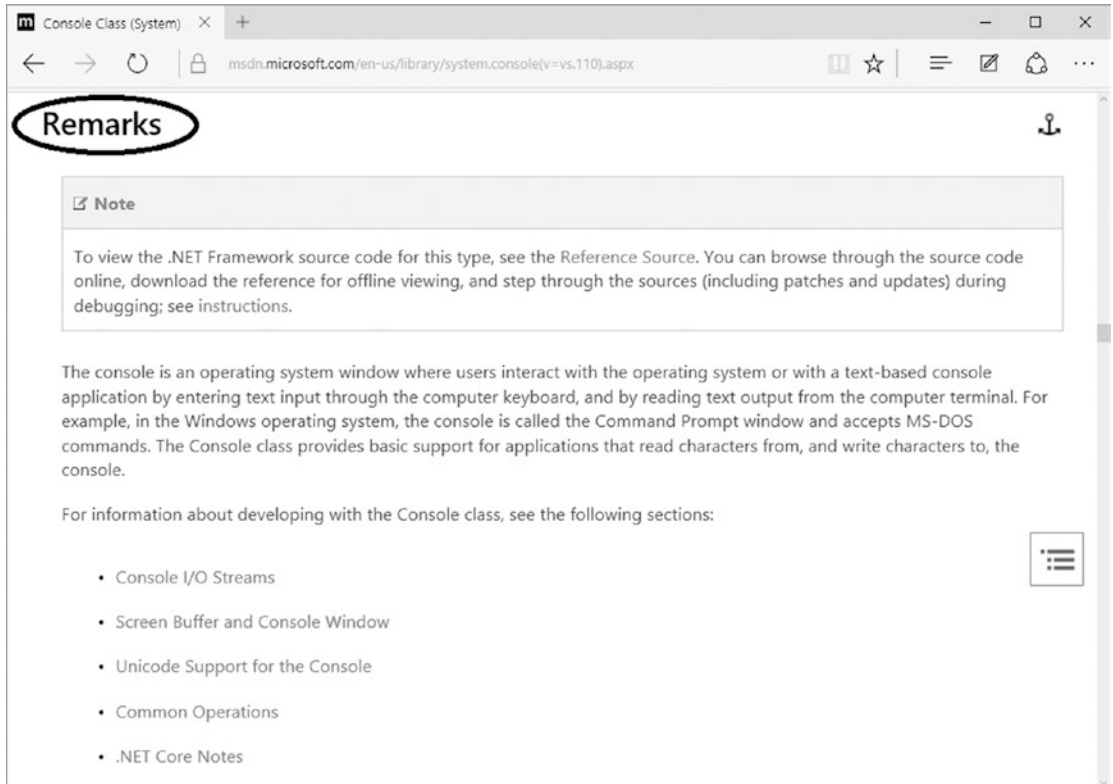 Console Class (System)
msdn.microsoft.com/en-us/library/system.console(v=vs.110).aspx
Remarks
Note
To view the .NET Framework source code for this type, see the Reference Source. You can browse through the source code
online, download the reference for offline viewing, and step through the sources (including patches and updates) during
debugging; see instructions.
The console is an operating system window where users interact with the operating system or with a text-based console
application by entering text input through the computer keyboard, and by reading text output from the computer terminal. For
example, in the Windows operating system, the console is called the Command Prompt window and accepts MS-DOS
commands. The Console class provides basic support for applications that read characters from, and write characters to, the
console.
For information about developing with the Console class, see the following sections:
• Console I/O Streams
• Screen Buffer and Console Window
• Unicode Support for the Console
• Common Operations
• .NET Core Notes